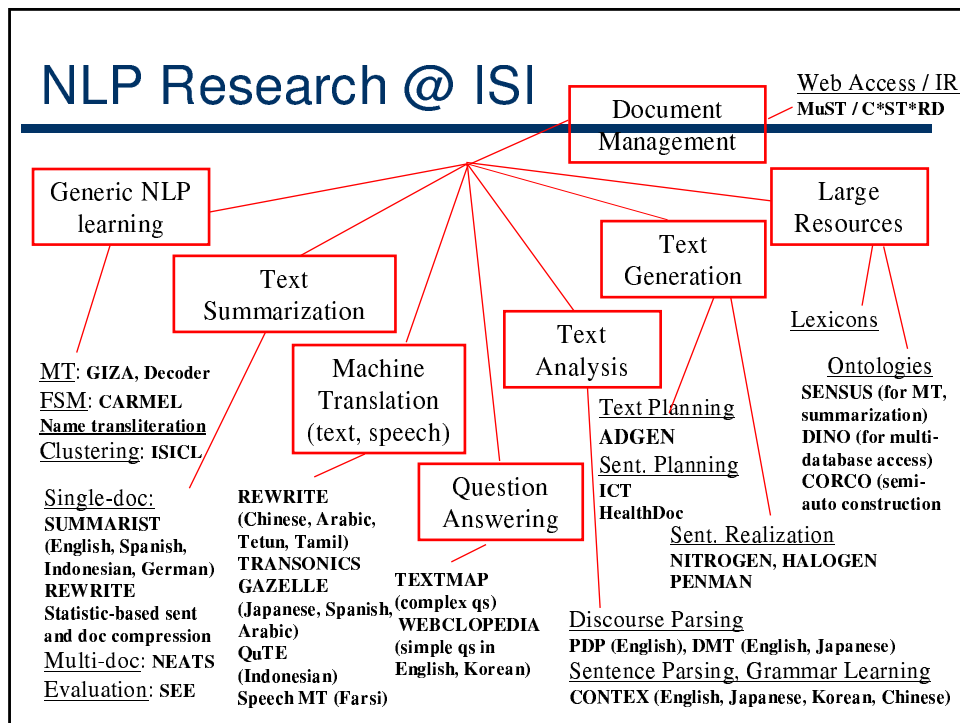 NLP Research @ ISI
Document
Management
Web Access / IR
MuST / C*ST*RD
Generic NLP
learning
Text
Summarization
Machine
Translation
(text, speech)
Question
Answering
Text
Analysis
Text
Generation
Large
Resources
MT: GIZA, Decoder
FSM: CARMEL
Name transliteration
Clustering: ISICL
Single-doc:
SUMMARIST
(English, Spanish,
Indonesian, German)
REWRITE
Statistic-based sent
and doc compression
Multi-doc: NEATS
Evaluation: SEE
REWRITE
(Chinese, Arabic,
Tetun, Tamil)
TRANSONICS
GAZELLE
(Japanese, Spanish,
Arabic)
QuTE
(Indonesian)
Speech MT (Farsi)
TEXTMAP
(complex qs)
WEBCLOPEDIA
(simple qs in
English, Korean)
Text Planning
ADGEN
Sent. Planning
ICT
HealthDoc
Sent. Realization
NITROGEN, HALOGEN
PENMAN
Discourse Parsing
PDP (English), DMT (English, Japanese)
Sentence Parsing, Grammar Learning
CONTEX (English, Japanese, Korean, Chinese)
Lexicons
Ontologies
SENSUS (for MT,
summarization)
DINO (for multi-
database access)
CORCO (semi-
auto construction